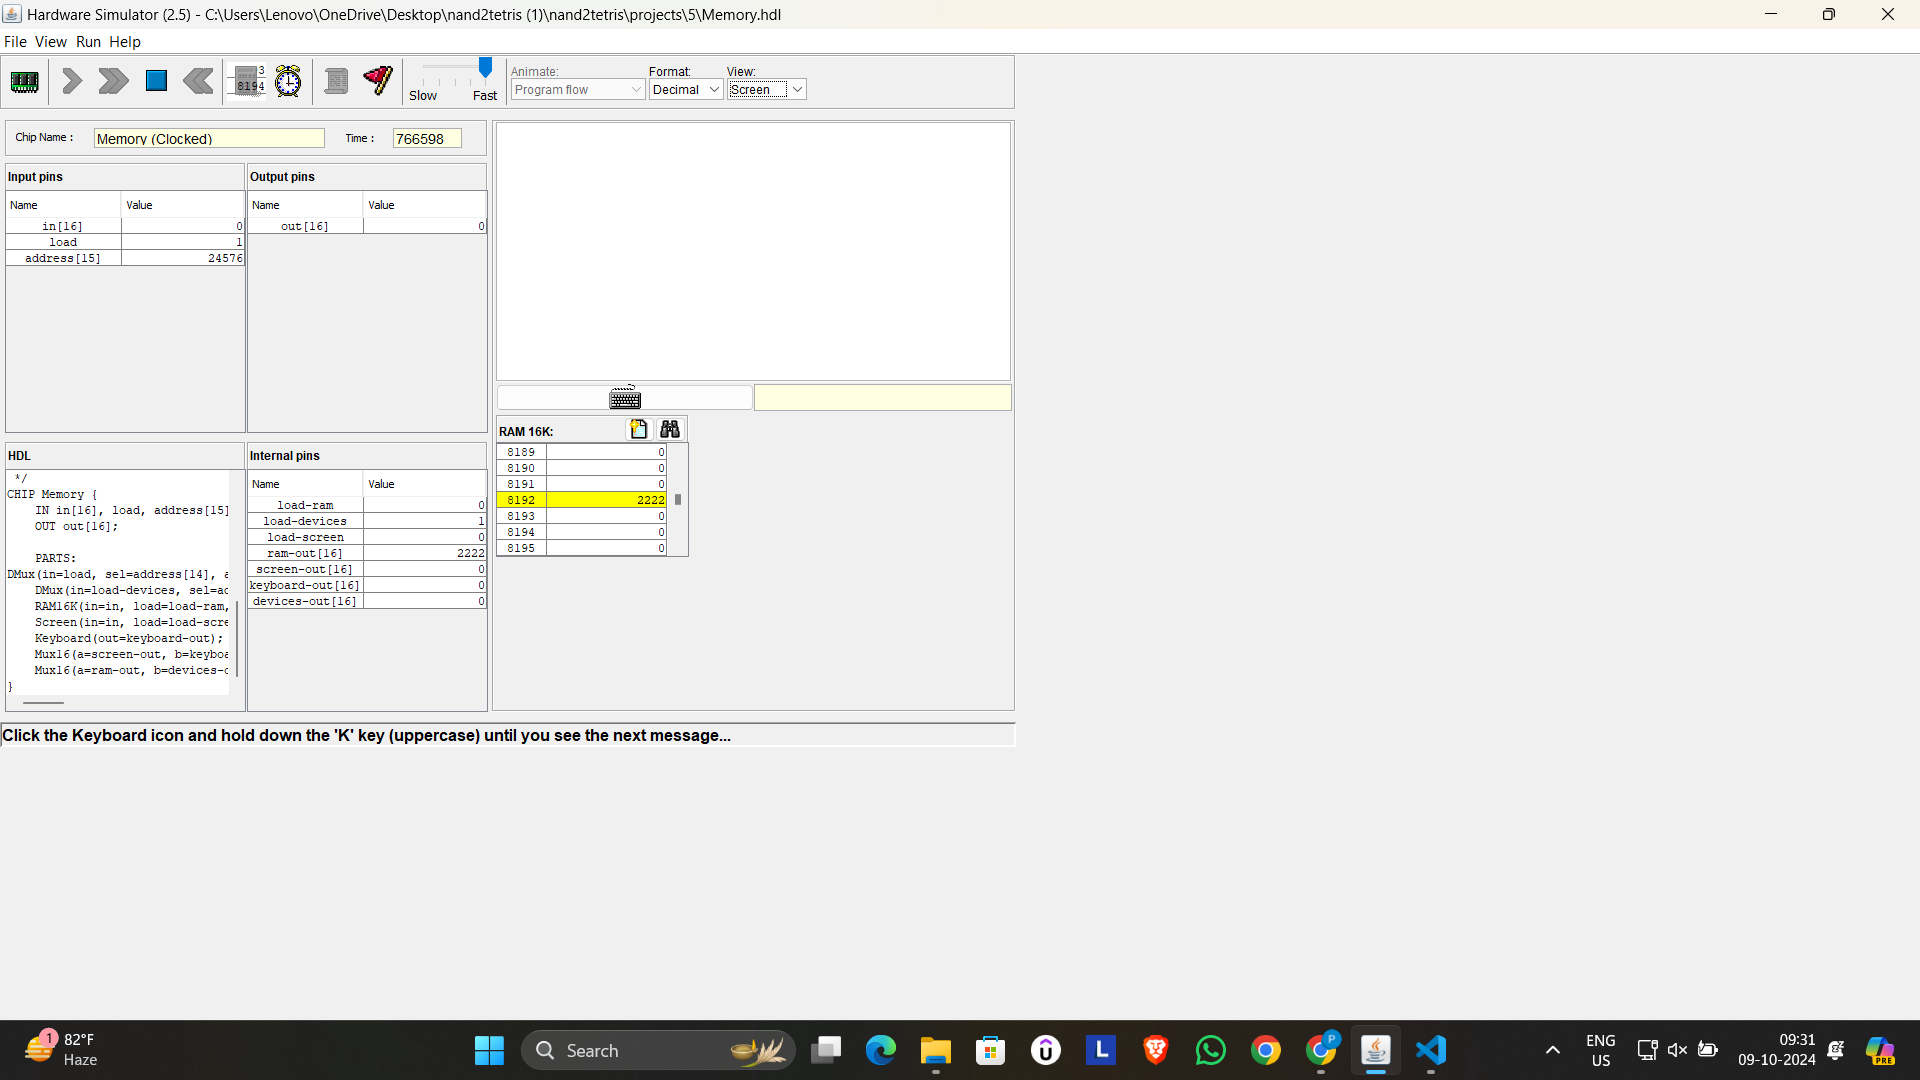 Hardware Simulator (2.5) - C:\Users\Lenovo\OneDrive\Desktop\nand2tetris (1)\nand2tetris\projects\5\Memory.hdl
File View Run Help
3
8194
Slow Fast
Animate:
Program flow
Format:
Decimal
View:
Screen
Chip Name :
Memory (Clocked)
Time :
766598
Input pins
Name Value
in[16] 0
load 1
address[15] 24576
Output pins
Name Value
out[16] 0
RAM 16K:
8189 0
8190 0
8191 0
8192 2222
8193 0
8194 0
8195 0
HDL
*/
CHIP Memory {
IN in[16], load, address[15]
OUT out[16];
PARTS:
DMux(in=load, sel=address[14], a
DMux(in=load-devices, sel=ad
RAM16K(in=in, load=load-ram,
Screen(in=in, load=load-scre
Keyboard(out=keyboard-out);
Mux16(a=screen-out, b=keyboa
Mux16(a=ram-out, b=devices-o
}
Internal pins
Name Value
load-ram 0
load-devices 1
load-screen 0
ram-out[16] 2222
screen-out[16] 0
keyboard-out[16] 0
devices-out[16] 0
Click the Keyboard icon and hold down the 'K' key (uppercase) until you see the next message...
1
82°F
Haze
Search
L
P
ENG
US
09:31
09-10-2024
PRE